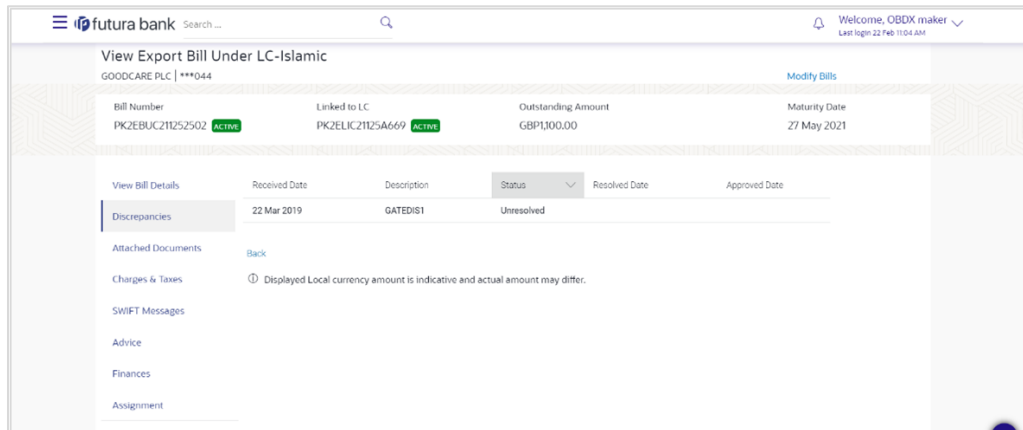 futura bank Search ... Welcome, OBDX maker
Last login 22 Feb 11:04 AM
View Export Bill Under LC-Islamic
GOODCARE PLC | ***044 Modify Bills
Bill Number Linked to LC Outstanding Amount Maturity Date
PK2EBUC211252502 ACTIVE PK2ELIC21125A669 ACTIVE GBP1,100.00 27 May 2021
View Bill Details Received Date Description Status Resolved Date Approved Date
Discrepancies 22 Mar 2019 GATEDIS1 Unresolved
Attached Documents Back
Charges & Taxes Displayed Local currency amount is indicative and actual amount may differ.
SWIFT Messages
Advice
Finances
Assignment